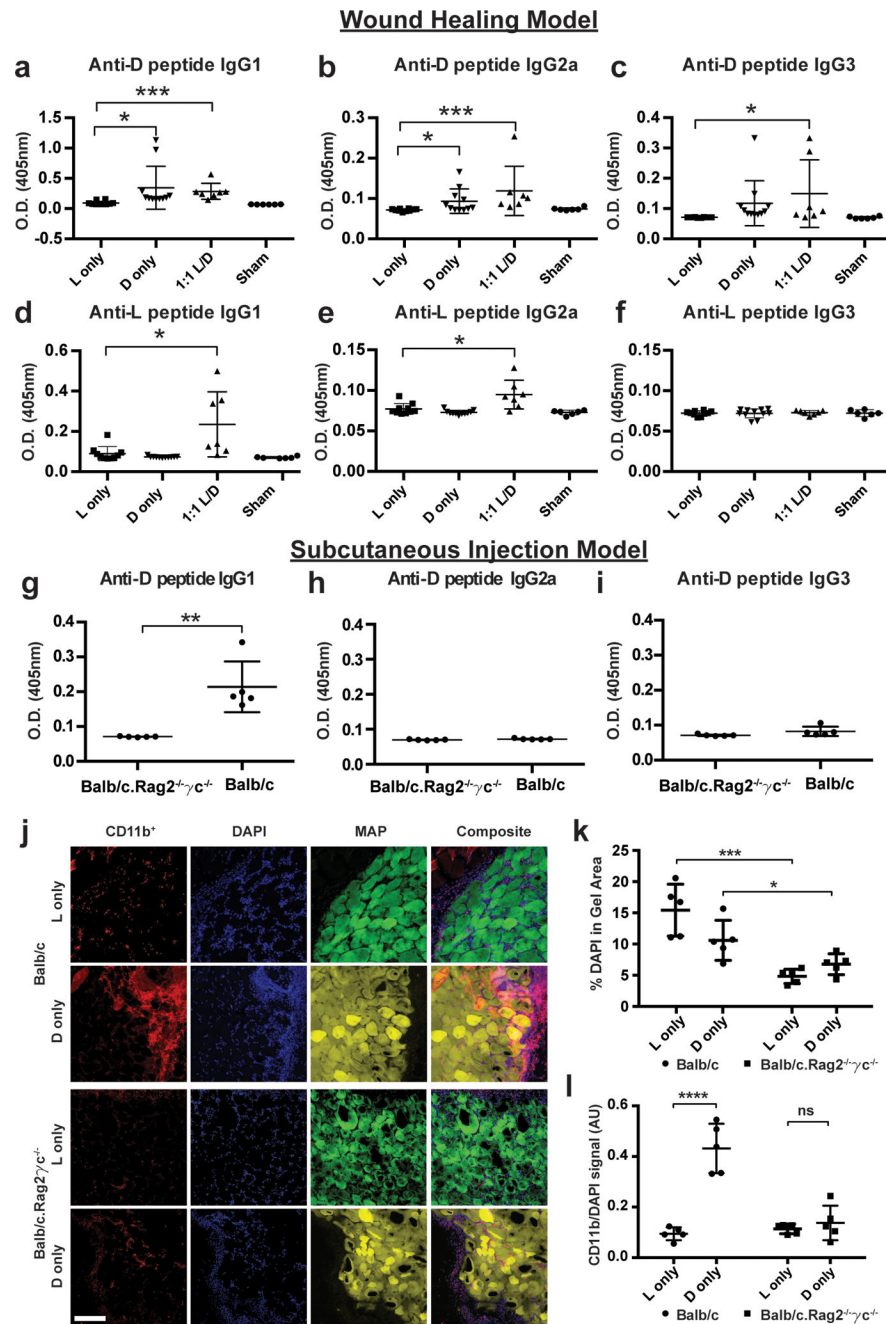 Wound Healing Model
a
Anti-D peptide IgG1
***
*
O.D. (405nm)
1.5
1.0
0.5
0.0
-0.5
L only
D only
1:1 L/D
Sham
b
Anti-D peptide IgG2a
***
*
O.D. (405nm)
0.3
0.2
0.1
0.0
L only
D only
1:1 L/D
Sham
c
Anti-D peptide IgG3
*
O.D. (405nm)
0.4
0.3
0.2
0.1
0.0
L only
D only
1:1 L/D
Sham
d
Anti-L peptide IgG1
*
O.D. (405nm)
0.6
0.4
0.2
0.0
L only
D only
1:1 L/D
Sham
e
Anti-L peptide IgG2a
*
O.D. (405nm)
0.15
0.10
0.05
0.00
L only
D only
1:1 L/D
Sham
f
Anti-L peptide IgG3
O.D. (405nm)
0.15
0.10
0.05
0.00
L only
D only
1:1 L/D
Sham
Subcutaneous Injection Model
g
Anti-D peptide IgG1
**
O.D. (405nm)
0.4
0.3
0.2
0.1
0.0
Balb/c.Rag2-/-γc-/-
Balb/c
h
Anti-D peptide IgG2a
O.D. (405nm)
0.4
0.3
0.2
0.1
0.0
Balb/c.Rag2-/-γc-/-
Balb/c
i
Anti-D peptide IgG3
O.D. (405nm)
0.4
0.3
0.2
0.1
0.0
Balb/c.Rag2-/-γc-/-
Balb/c
j
CD11b+
DAPI
MAP
Composite
Balb/c
L only
D only
Balb/c.Rag2-/-γc-/-
L only
D only
k
% DAPI in Gel Area
25
20
15
10
5
0
***
*
L only
D only
L only
D only
● Balb/c ■ Balb/c.Rag2-/-γc-/-
l
CD11b/DAPI signal (AU)
0.6
0.4
0.2
0.0
****
ns
L only
D only
L only
D only
● Balb/c ■ Balb/c.Rag2-/-γc-/-